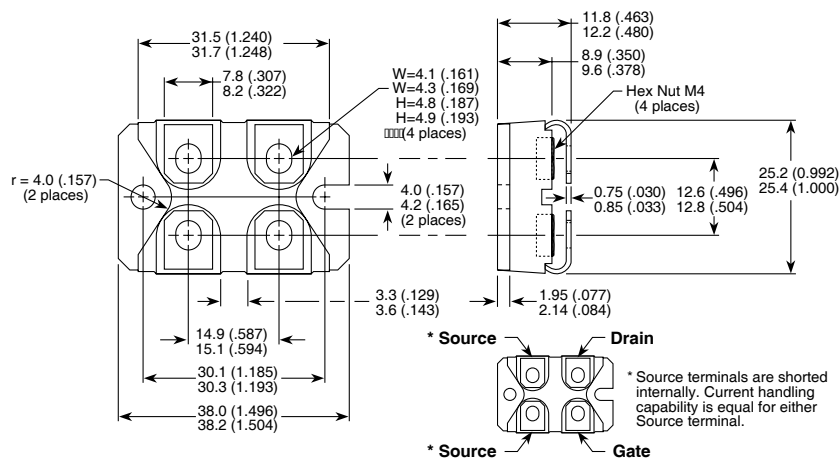 31.5 (1.240)
31.7 (1.248)
7.8 (.307)
8.2 (.322)
W=4.1 (.161)
W=4.3 (.169)
H=4.8 (.187)
H=4.9 (.193)
(4 places)
r = 4.0 (.157)
(2 places)
4.0 (.157)
4.2 (.165)
(2 places)
3.3 (.129)
3.6 (.143)
14.9 (.587)
15.1 (.594)
30.1 (1.185)
30.3 (1.193)
38.0 (1.496)
38.2 (1.504)
11.8 (.463)
12.2 (.480)
8.9 (.350)
9.6 (.378)
Hex Nut M4
(4 places)
0.75 (.030)
0.85 (.033)
12.6 (.496)
12.8 (.504)
25.2 (0.992)
25.4 (1.000)
1.95 (.077)
2.14 (.084)
* Source
Drain
* Source
Gate
* Source terminals are shorted
internally. Current handling
capability is equal for either
Source terminal.